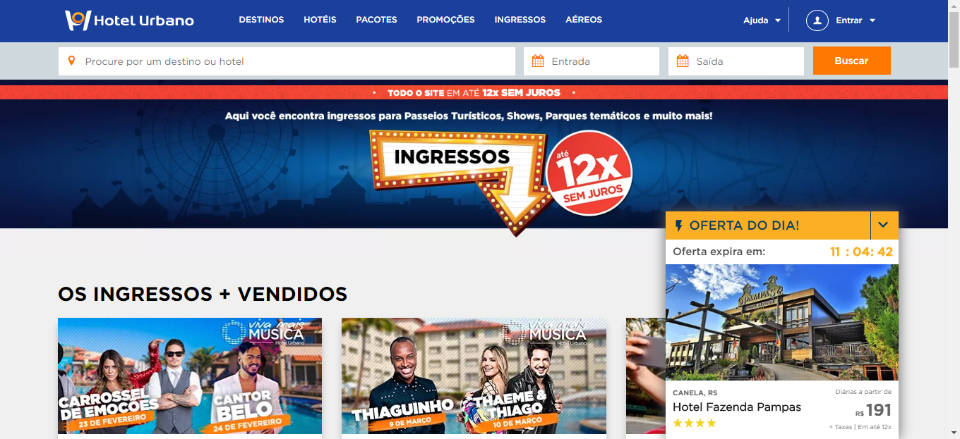 Hotel Urbano
DESTINOS HOTÉIS PACOTES PROMOÇÕES INGRESSOS AÉREOS
Ajuda Entrar
Procure por um destino ou hotel
Entrada
Saída
Buscar
• TODO O SITE EM ATÉ 12x SEM JUROS •
Aqui você encontra ingressos para Passeios Turísticos, Shows, Parques temáticos e muito mais!
INGRESSOS
até
12x
SEM JUROS
OFERTA DO DIA!
Oferta expira em: 11 : 04 : 42
OS INGRESSOS + VENDIDOS
viva mais
MÚSICA
Hotel Urbano
CARROSSEL
DE EMOÇÕES
23 DE FEVEREIRO
CANTOR
BELO
24 DE FEVEREIRO
viva mais
MÚSICA
Hotel Urbano
THIAGUINHO
9 DE MARÇO
THAEME &
THIAGO
10 DE MARÇO
CANELA, RS
Diárias a partir de
Hotel Fazenda Pampas
R$ 191
+ Taxas | Em até 12x